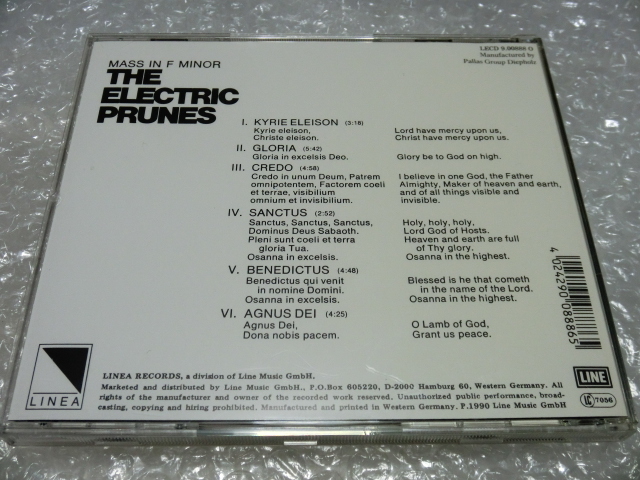 LECD 9.00888 O
Manufactured by
Pallas Group Diepholz
MASS IN F MINOR
THE
ELECTRIC
PRUNES
I. KYRIE ELEISON (3:18)
Kyrie eleison, Lord have mercy upon us,
Christe eleison. Christ have mercy upon us.
II. GLORIA (5:42)
Gloria in excelsis Deo. Glory be to God on high.
III. CREDO (4:58)
Credo in unum Deum, Patrem I believe in one God, the Father
omnipotentem, Factorem coeli Almighty, Maker of heaven and earth,
et terrae, visibilium and of all things visible and
omnium et invisibilium. invisible.
IV. SANCTUS (2:52)
Sanctus, Sanctus, Sanctus, Holy, holy, holy,
Dominus Deus Sabaoth. Lord God of Hosts.
Pleni sunt coeli et terra Heaven and earth are full
gloria Tua. of Thy glory.
Osanna in excelsis. Osanna in the highest.
V. BENEDICTUS (4:48)
Benedictus qui venit Blessed is he that cometh
in nomine Domini. in the name of the Lord.
Osanna in excelsis. Osanna in the highest.
VI. AGNUS DEI (4:25)
Agnus Dei, O Lamb of God,
Dona nobis pacem. Grant us peace.
4 024290 088865
LINEA
LINEA RECORDS, a division of Line Music GmbH.
Marketed and distributed by Line Music GmbH., P.O.Box 605220, D-2000 Hamburg 60, Western Germany. All
rights of the manufacturer and owner of the recorded work reserved. Unauthorized public performance, broad-
casting, copying and hiring prohibited. Manufactured and printed in Western Germany. P.1990 Line Music GmbH
LINE
LC 7056